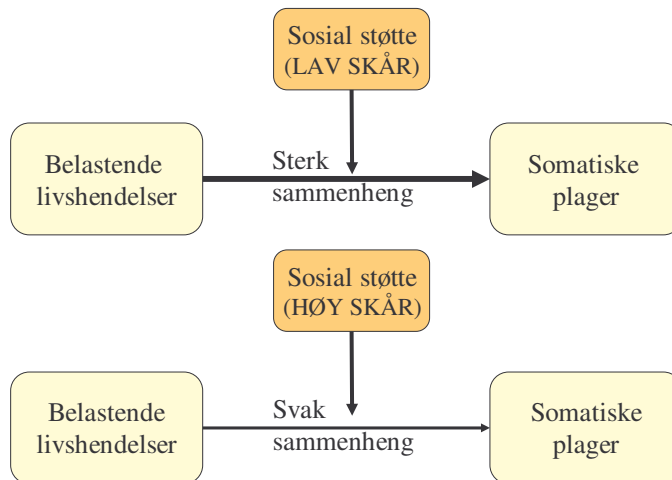 Sosial støtte
(LAV SKÅR)
Belastende
livshendelser
Sterk
sammenheng
Somatiske
plager
Sosial støtte
(HØY SKÅR)
Belastende
livshendelser
Svak
sammenheng
Somatiske
plager